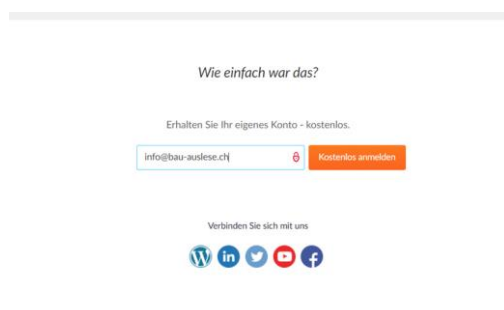 Wie einfach war das?
Erhalten Sie Ihr eigenes Konto - kostenlos.
info@bau-auslese.ch Kostenlos anmelden
Verbinden Sie sich mit uns